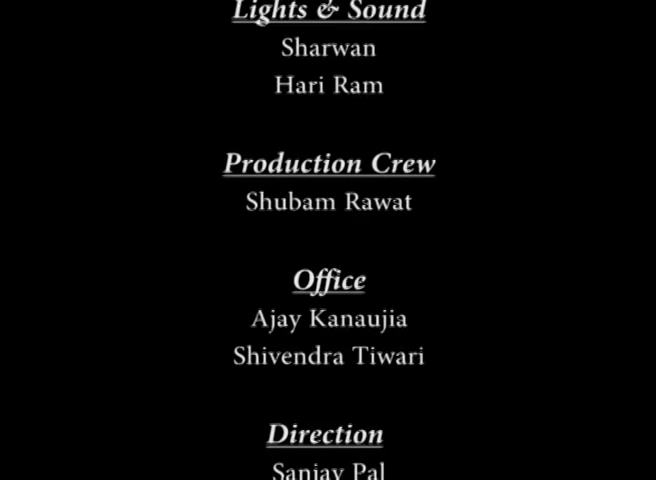 Lights & Sound
Sharwan
Hari Ram
Production Crew
Shubam Rawat
Office
Ajay Kanaujia
Shivendra Tiwari
Direction
Sanjay Pal